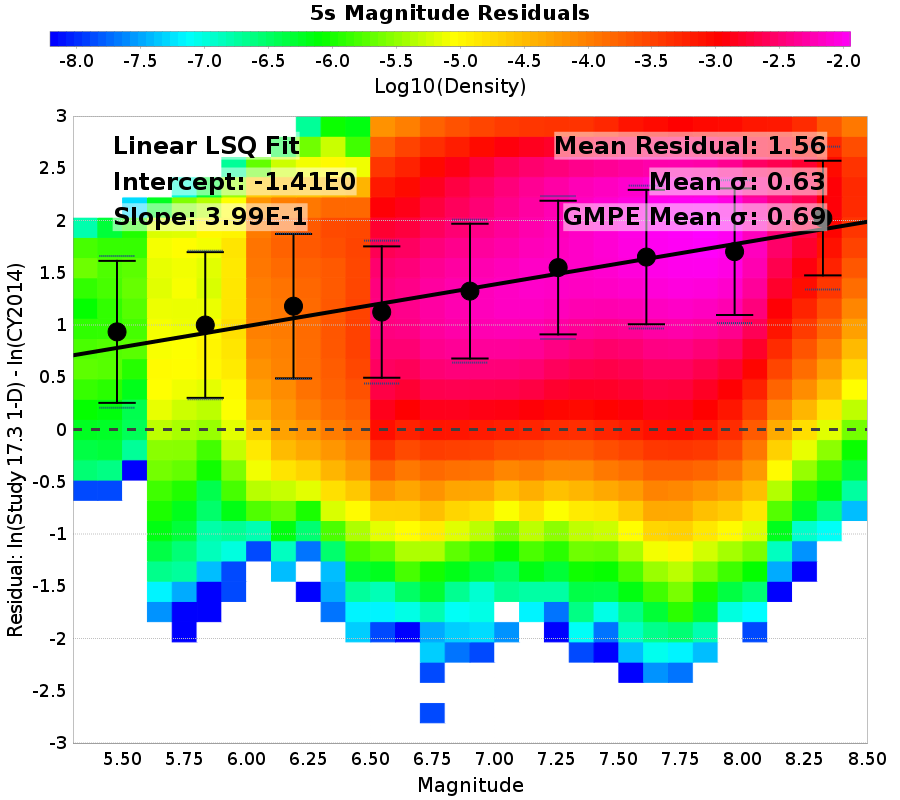 5s Magnitude Residuals
-8.0 -7.5 -7.0 -6.5 -6.0 -5.5 -5.0 -4.5 -4.0 -3.5 -3.0 -2.5 -2.0
Log10(Density)
Linear LSQ Fit
Intercept: -1.41E0
Slope: 3.99E-1
Mean Residual: 1.56
Mean σ: 0.63
GMPE Mean σ: 0.69
Residual: ln(Study 17.3 1-D) - ln(CY2014)
3
2.5
2
1.5
1
0.5
0
-0.5
-1
-1.5
-2
-2.5
-3
5.50 5.75 6.00 6.25 6.50 6.75 7.00 7.25 7.50 7.75 8.00 8.25 8.50
Magnitude